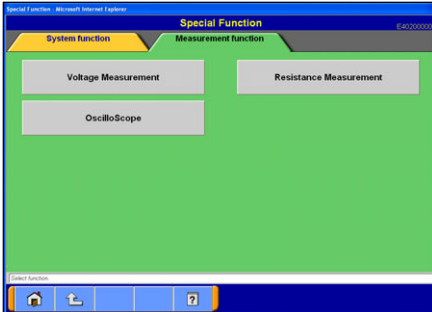 Special Function - Microsoft Internet Explorer
Special Function
E40200000
System function
Measurement function
Voltage Measurement
Resistance Measurement
OscilloScope
Select function.
?